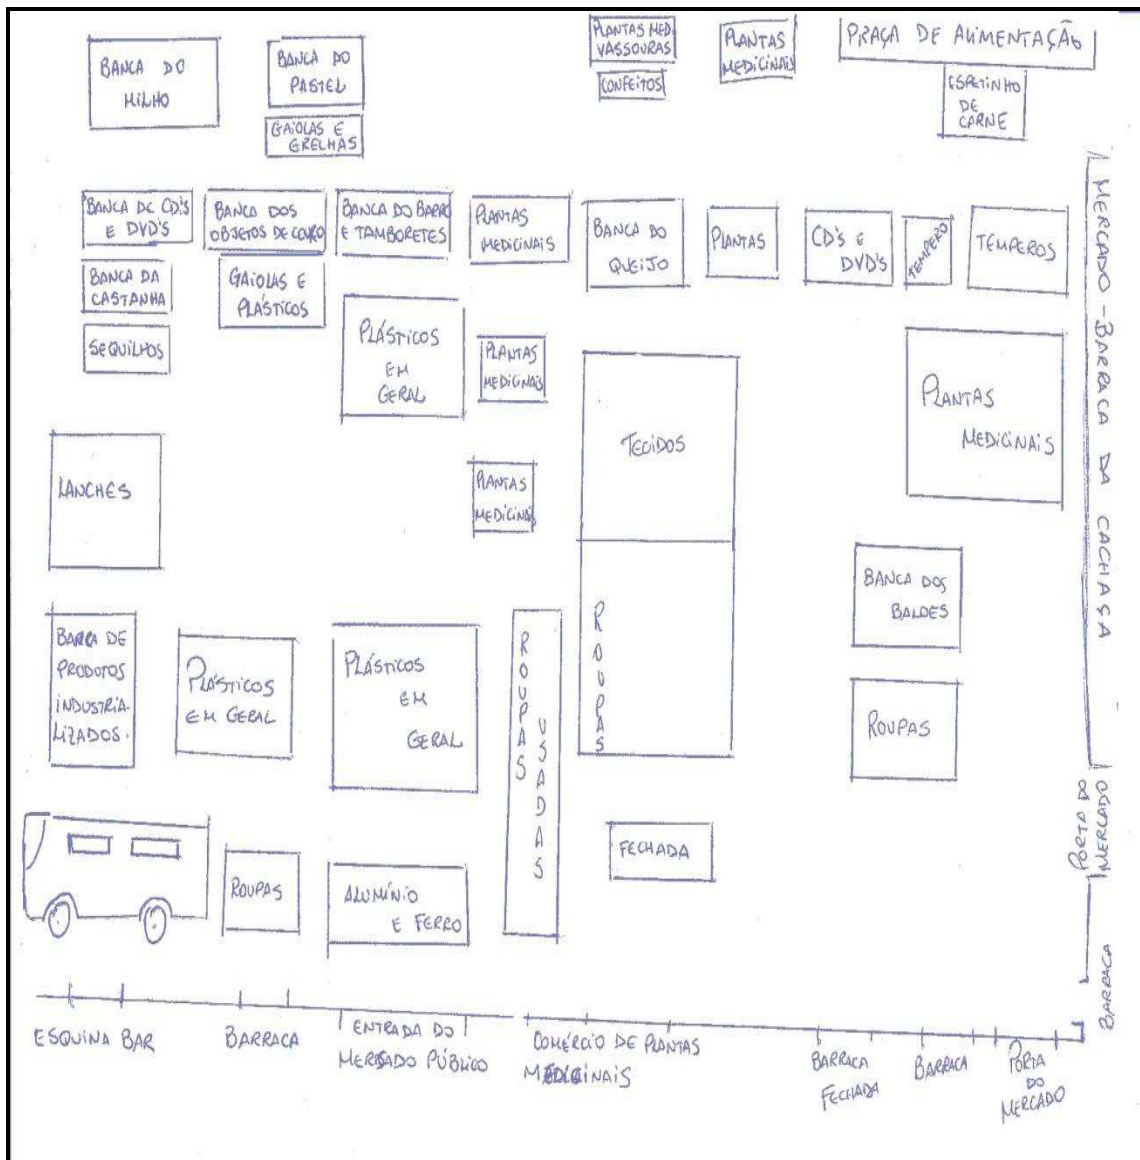 BANCA DO
MILHO
BANCA DO
PASTEL
GAIOLAS E
GRELHAS
PLANTAS MED.
VASSOURAS
CONFEITOS
PLANTAS
MEDICINAIS
PRAÇA DE ALIMENTAÇÃO
ESPETINHO
DE
CARNE
BANCA DE CD'S
E DVD'S
BANCA DOS
OBJETOS DE COURO
BANCA DO BARRO
E TAMBORETES
PLANTAS
MEDICINAIS
BANCA DO
QUEIJO
PLANTAS
CD'S E
DVD'S
TEMPERO
TEMPEROS
BANCA DA
CASTANHA
GAIOLAS E
PLÁSTICOS
SEQUILHOS
PLÁSTICOS
EM
GERAL
PLANTAS
MEDICINAIS
TECIDOS
PLANTAS
MEDICINAIS
MERCADO - BARRACA DA CACHAÇA
LANCHES
PLANTAS
MEDICINAIS
BANCA DOS
BALDES
BARRA DE
PRODUTOS
INDUSTRIA-
LIZADOS.
PLÁSTICOS
EM GERAL
PLÁSTICOS
EM
GERAL
ROUPAS
USADAS
ROUPAS
ROUPAS
PORTA DO
MERCADO
ROUPAS
ALUMÍNIO
E FERRO
FECHADA
BARRACA
ESQUINA BAR
BARRACA
ENTRADA DO
MERCADO PÚBLICO
COMÉRCIO DE PLANTAS
MEDICINAIS
BARRACA
FECHADA
BARRACA
PORTA
DO
MERCADO